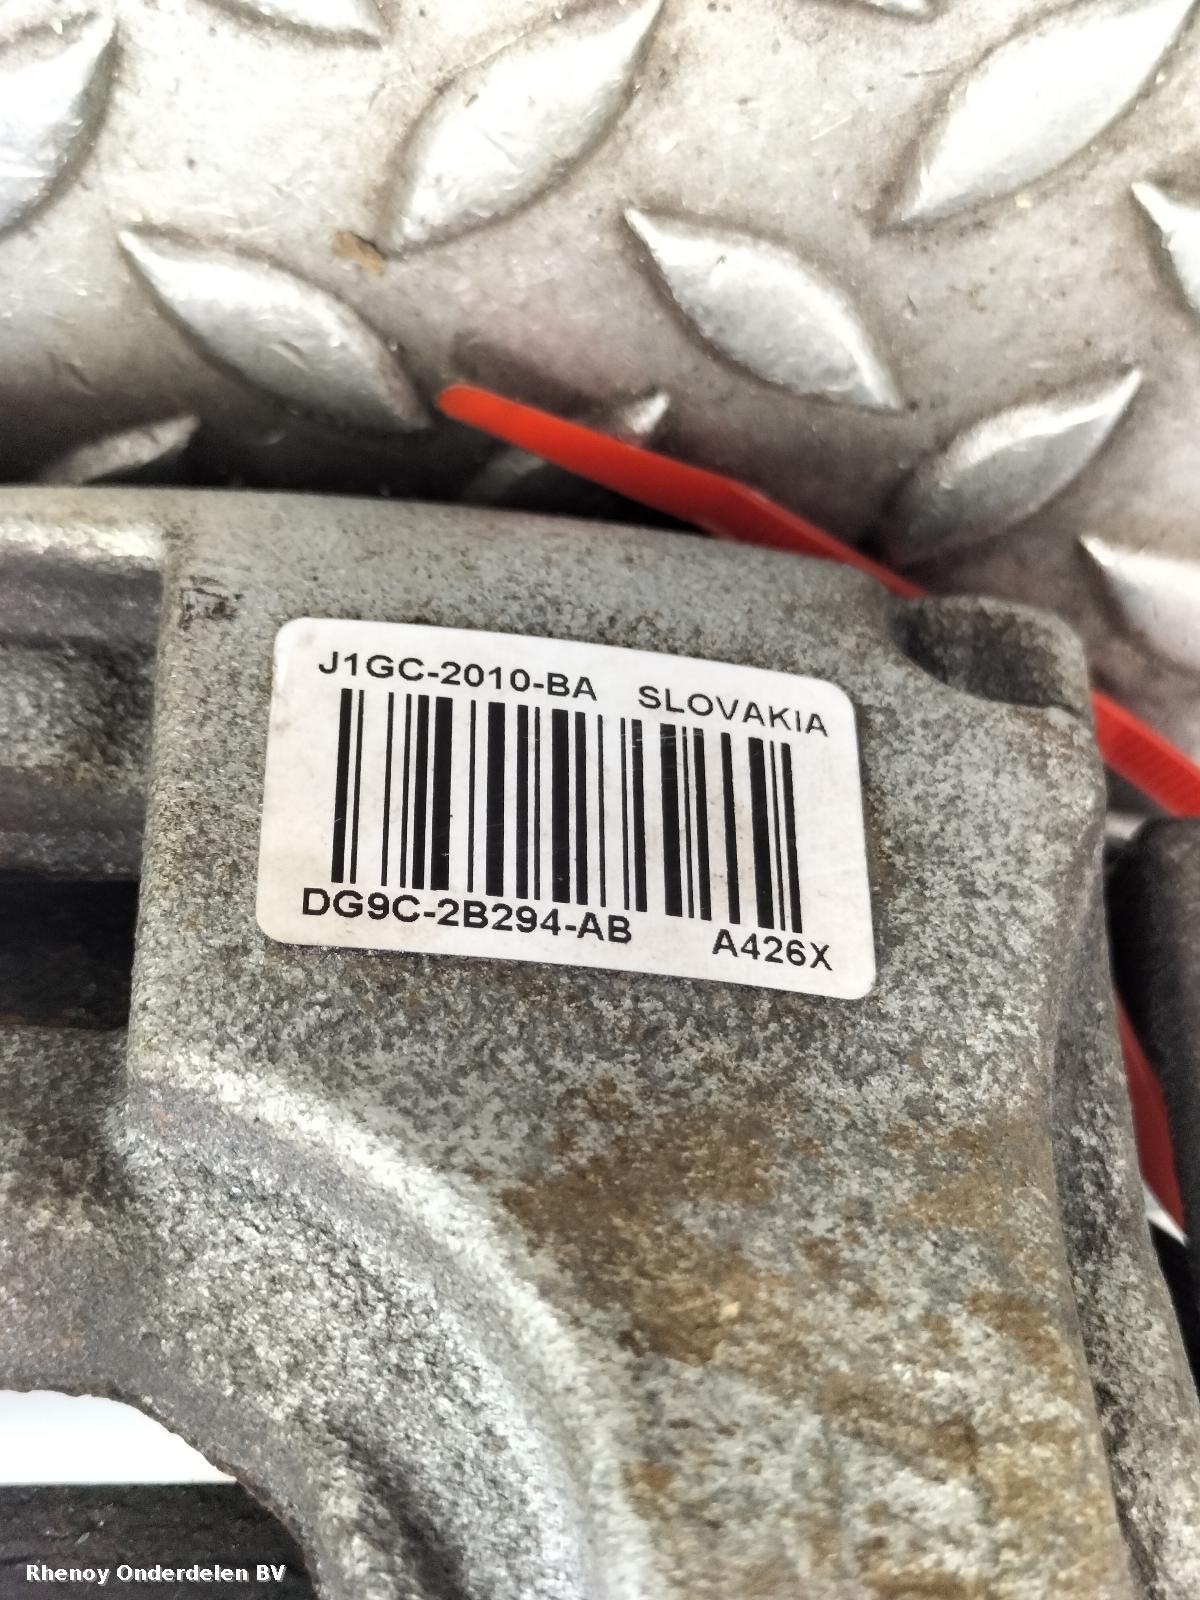 J1GC-2010-BA SLOVAKIA
DG9C-2B294-AB A426X
Rhenoy Onderdelen BV